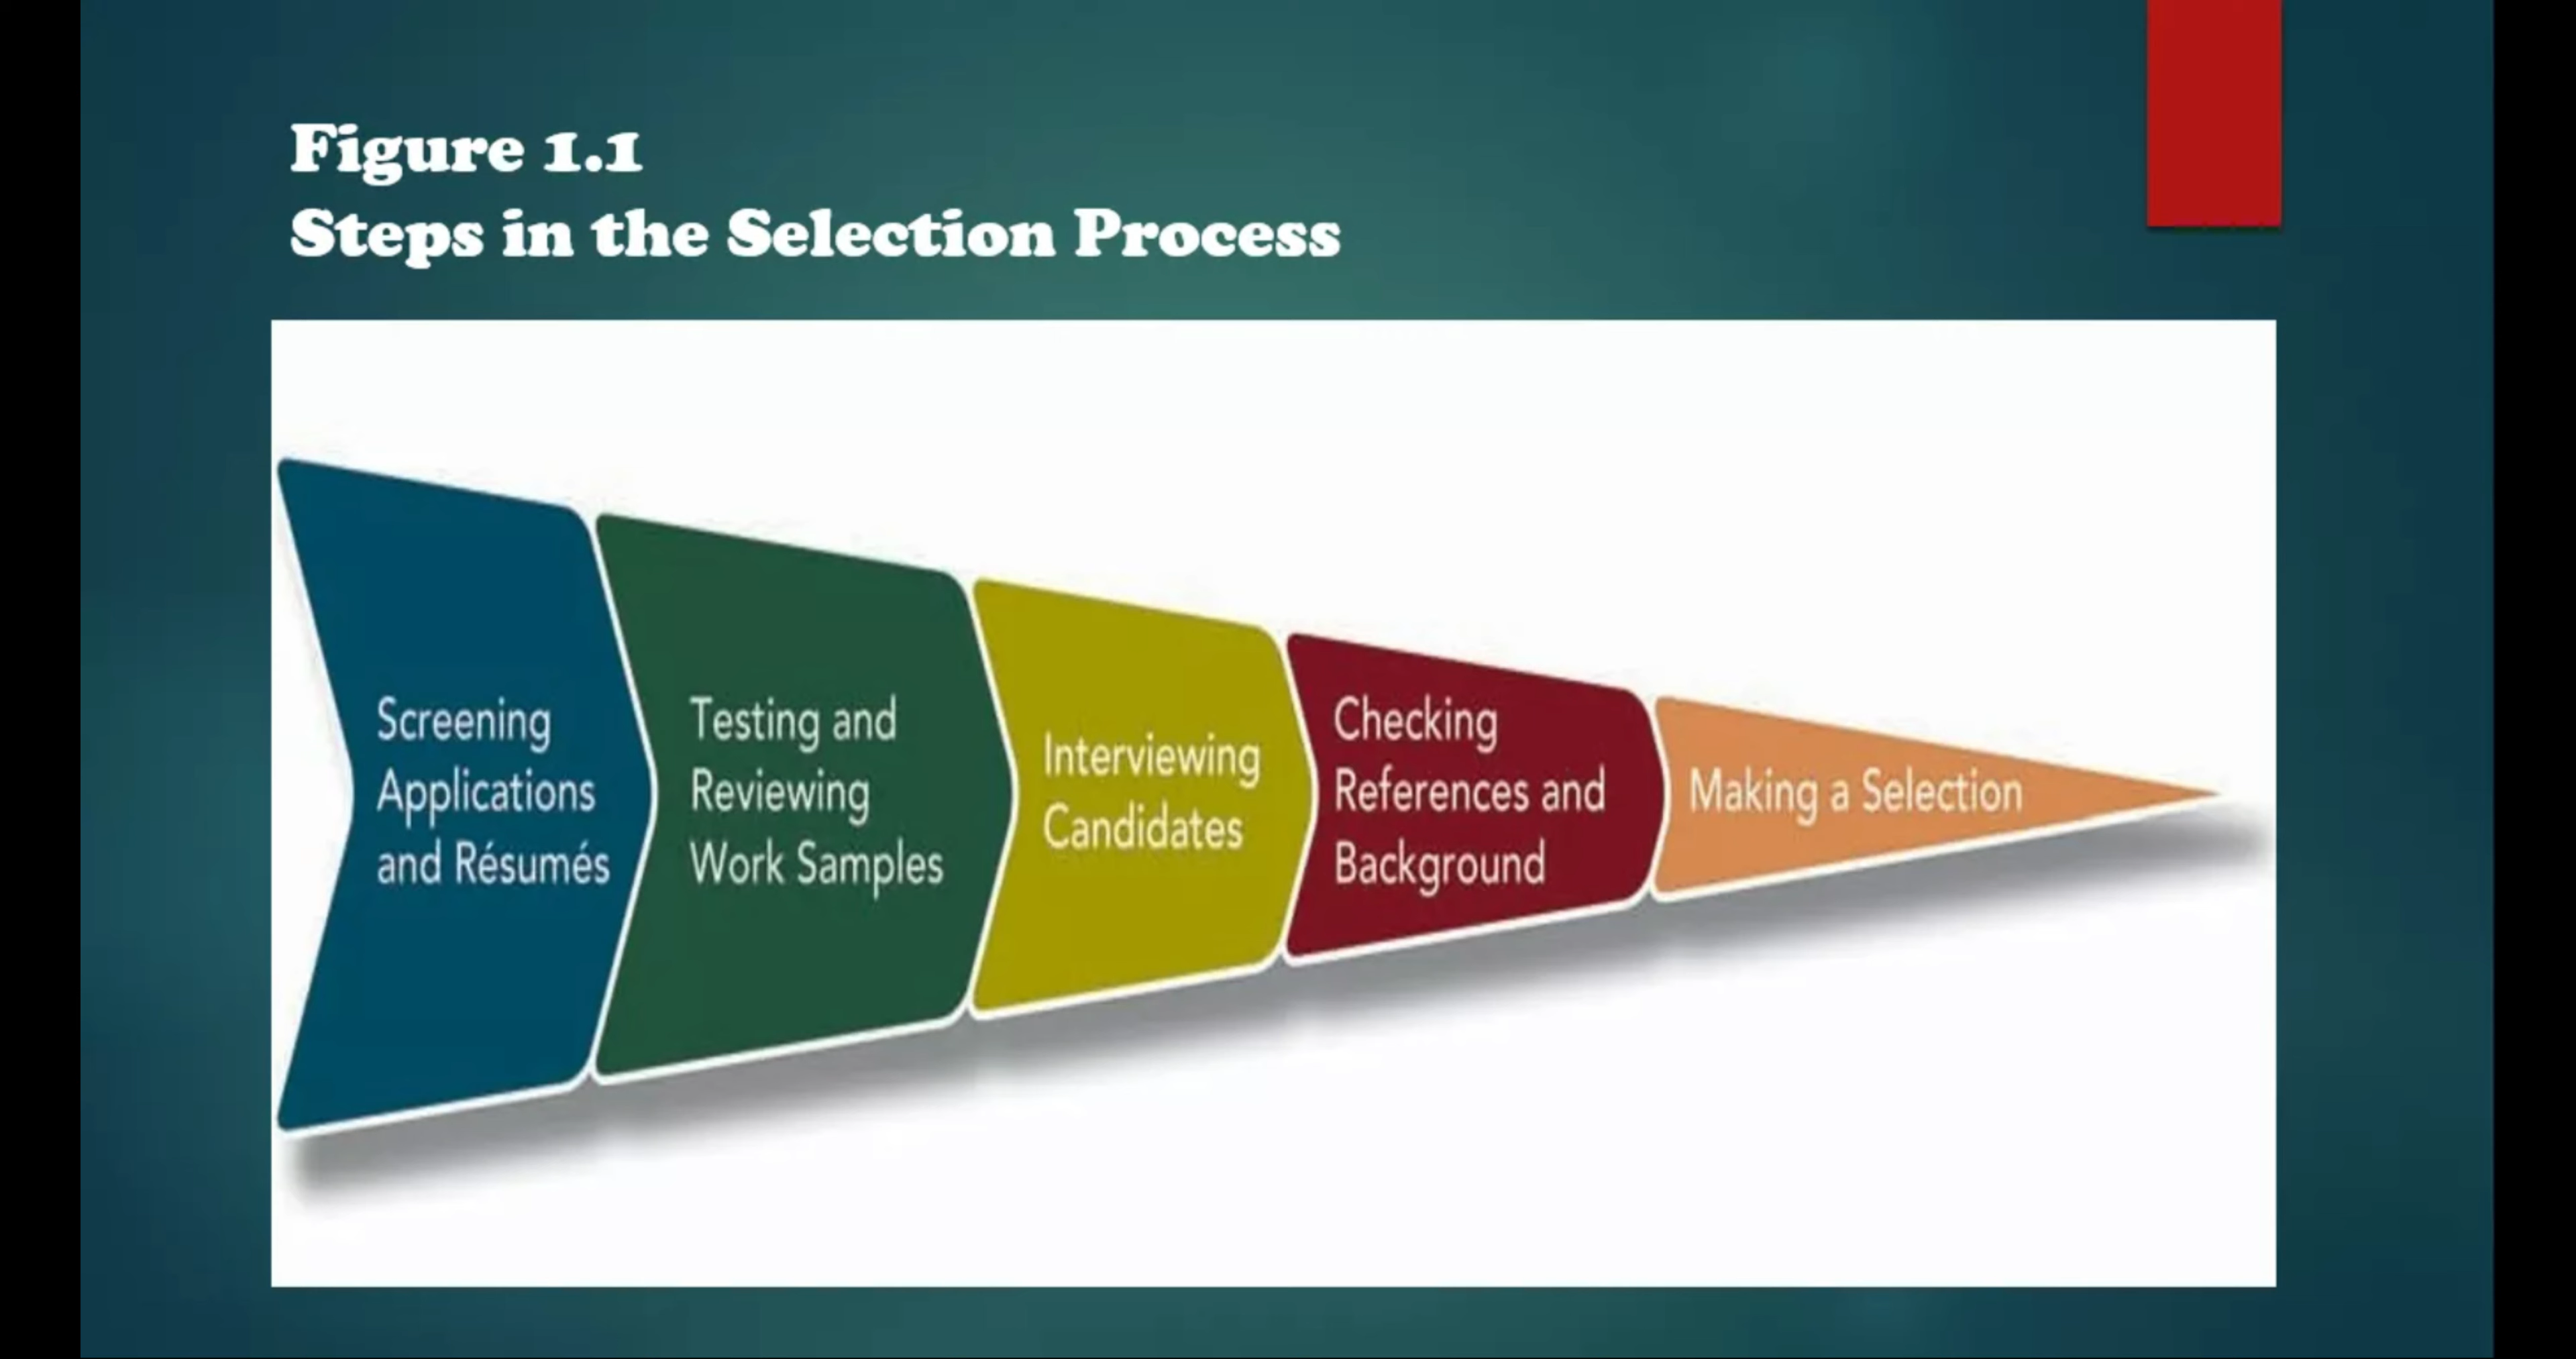 Figure 1.1
Steps in the Selection Process
Screening
Applications
and Résumés
Testing and
Reviewing
Work Samples
Interviewing
Candidates
Checking
References and
Background
Making a Selection